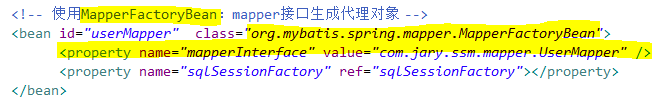 <!-- 使用MapperFactoryBean：mapper接口生成代理对象 -->
<bean id="userMapper"  class="org.mybatis.spring.mapper.MapperFactoryBean">
<property name="mapperInterface" value="com.jary.ssm.mapper.UserMapper" />
<property name="sqlSessionFactory" ref="sqlSessionFactory"></property>
</bean>